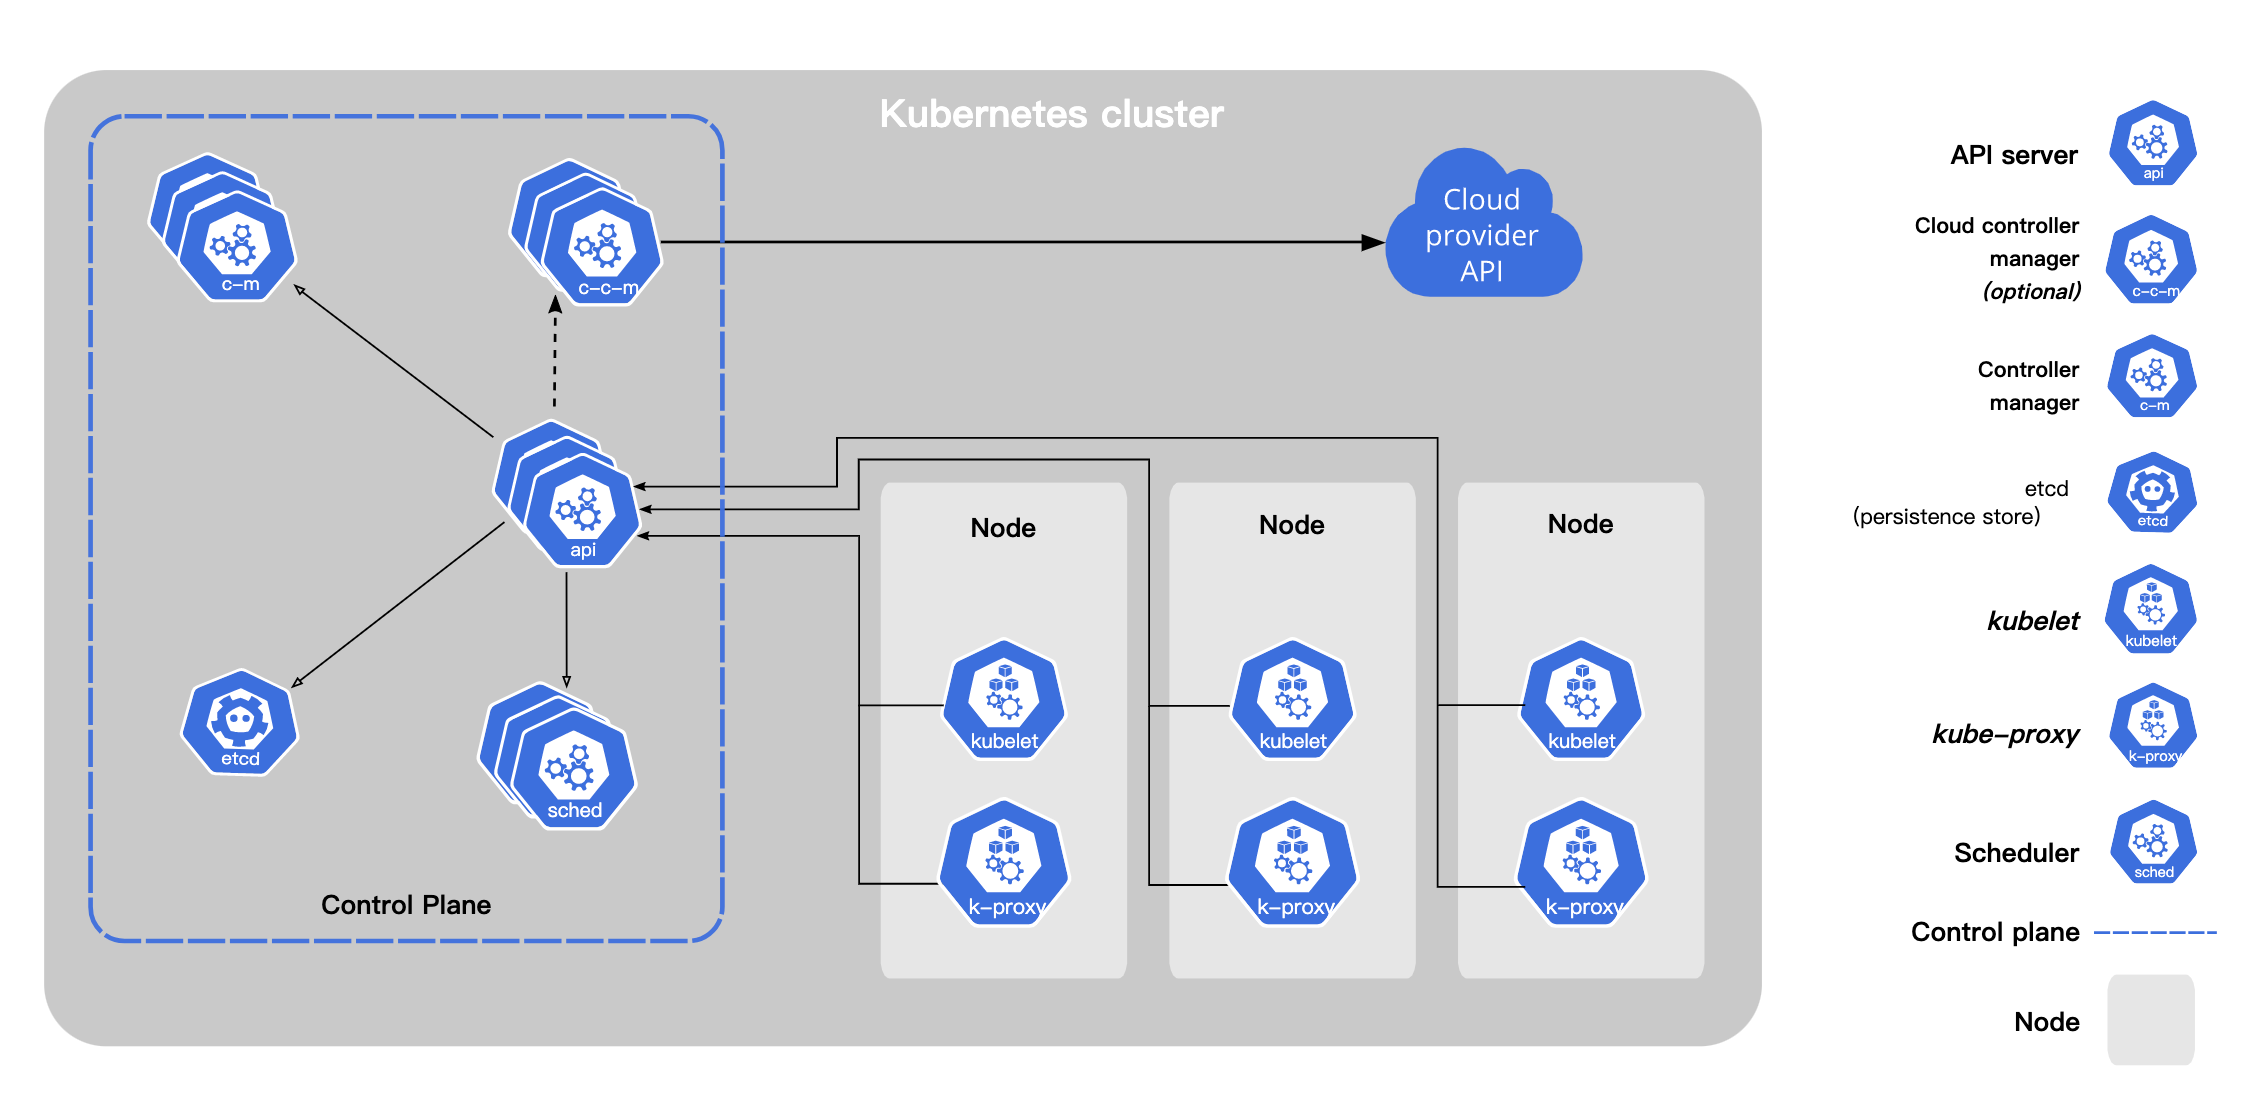 Kubernetes cluster
c-m
c-c-m
Cloud
provider
API
api
etcd
sched
Control Plane
Node
kubelet
k-proxy
Node
kubelet
k-proxy
Node
kubelet
k-proxy
API server
api
Cloud controller
manager
(optional)
c-c-m
Controller
manager
c-m
etcd
(persistence store)
etcd
kubelet
kubelet
kube-proxy
k-proxy
Scheduler
sched
Control plane
Node